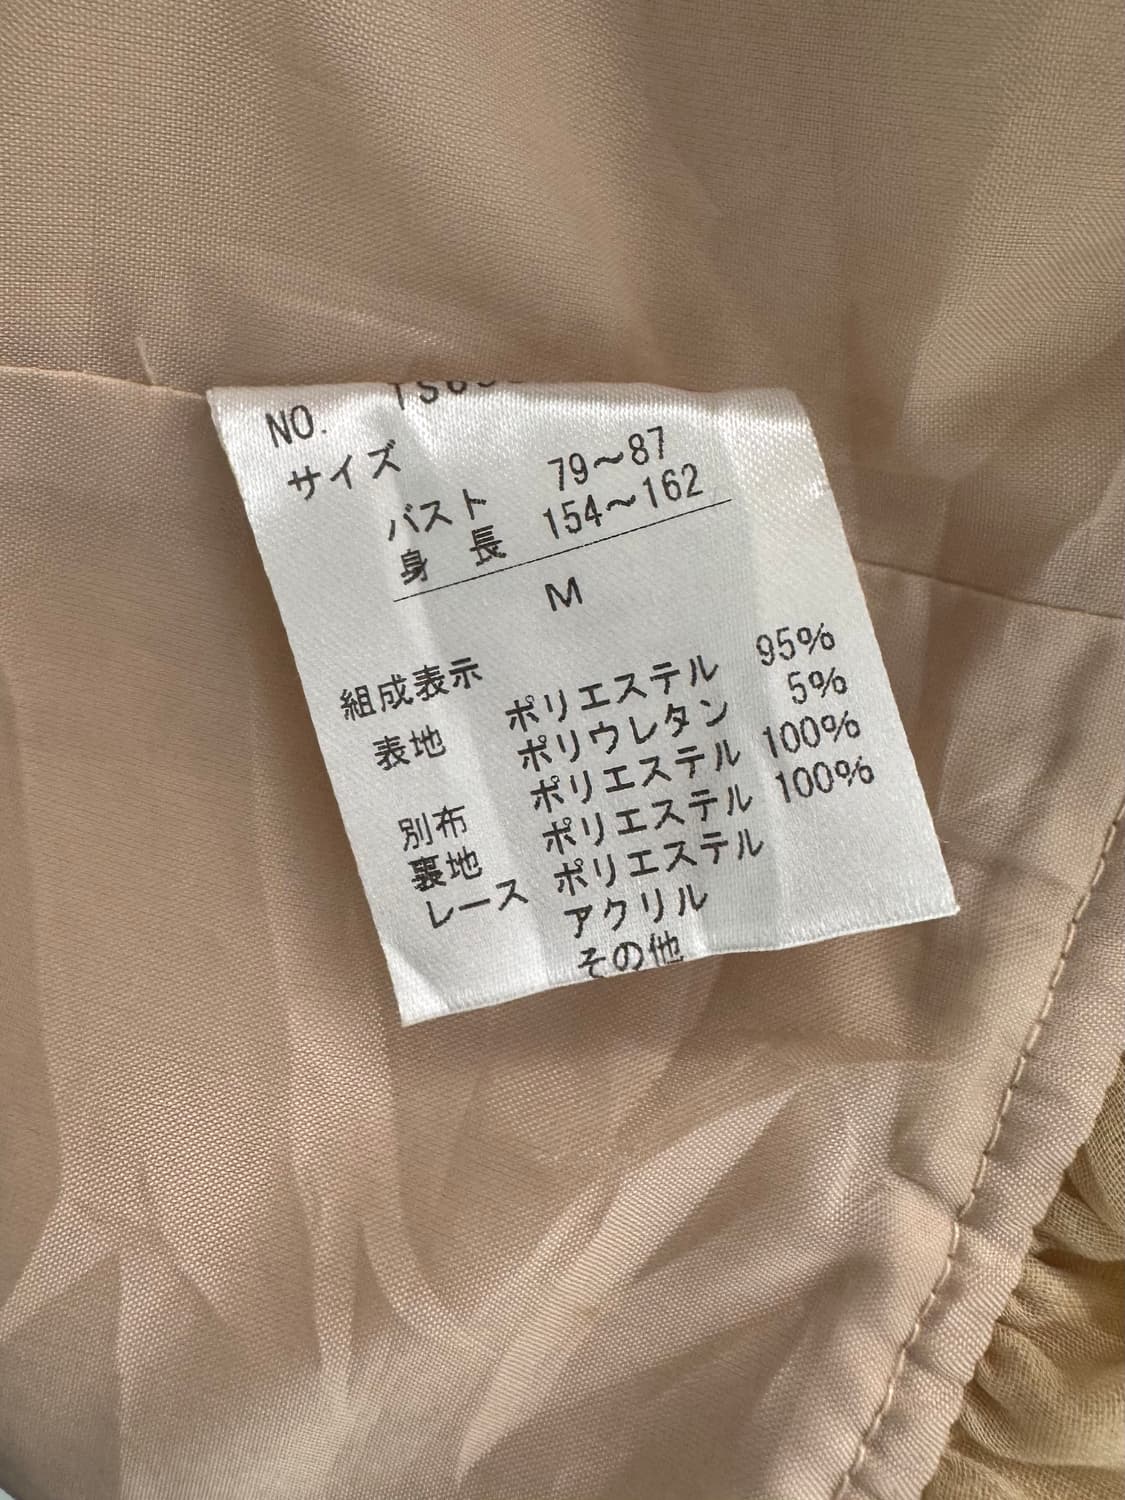 NO.
サイズ
バスト 79〜87
身 長 154〜162
M
組成表示
表地 ポリエステル 95%
ポリウレタン 5%
別布 ポリエステル 100%
裏地 ポリエステル 100%
レース ポリエステル
アクリル
その他